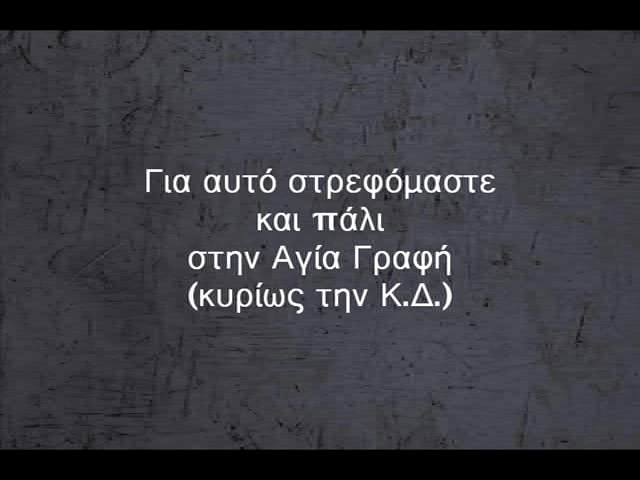 Για αυτό στρεφόμαστε
και πάλι
στην Αγία Γραφή
(κυρίως την Κ.Δ.)